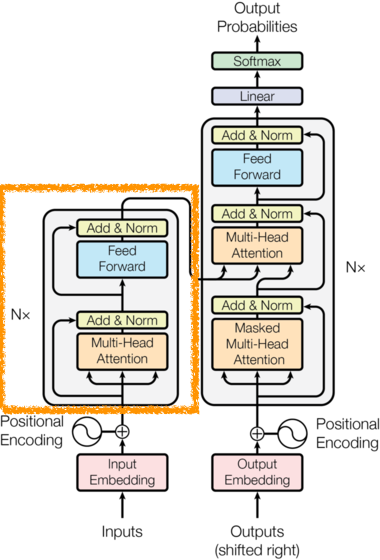 Output
Probabilities
Softmax
Linear
Add & Norm
Feed
Forward
Add & Norm
Multi-Head
Attention
Add & Norm
Masked
Multi-Head
Attention
N×
Positional
Encoding
Output
Embedding
Outputs
(shifted right)
Add & Norm
Feed
Forward
Add & Norm
Multi-Head
Attention
N×
Positional
Encoding
Input
Embedding
Inputs